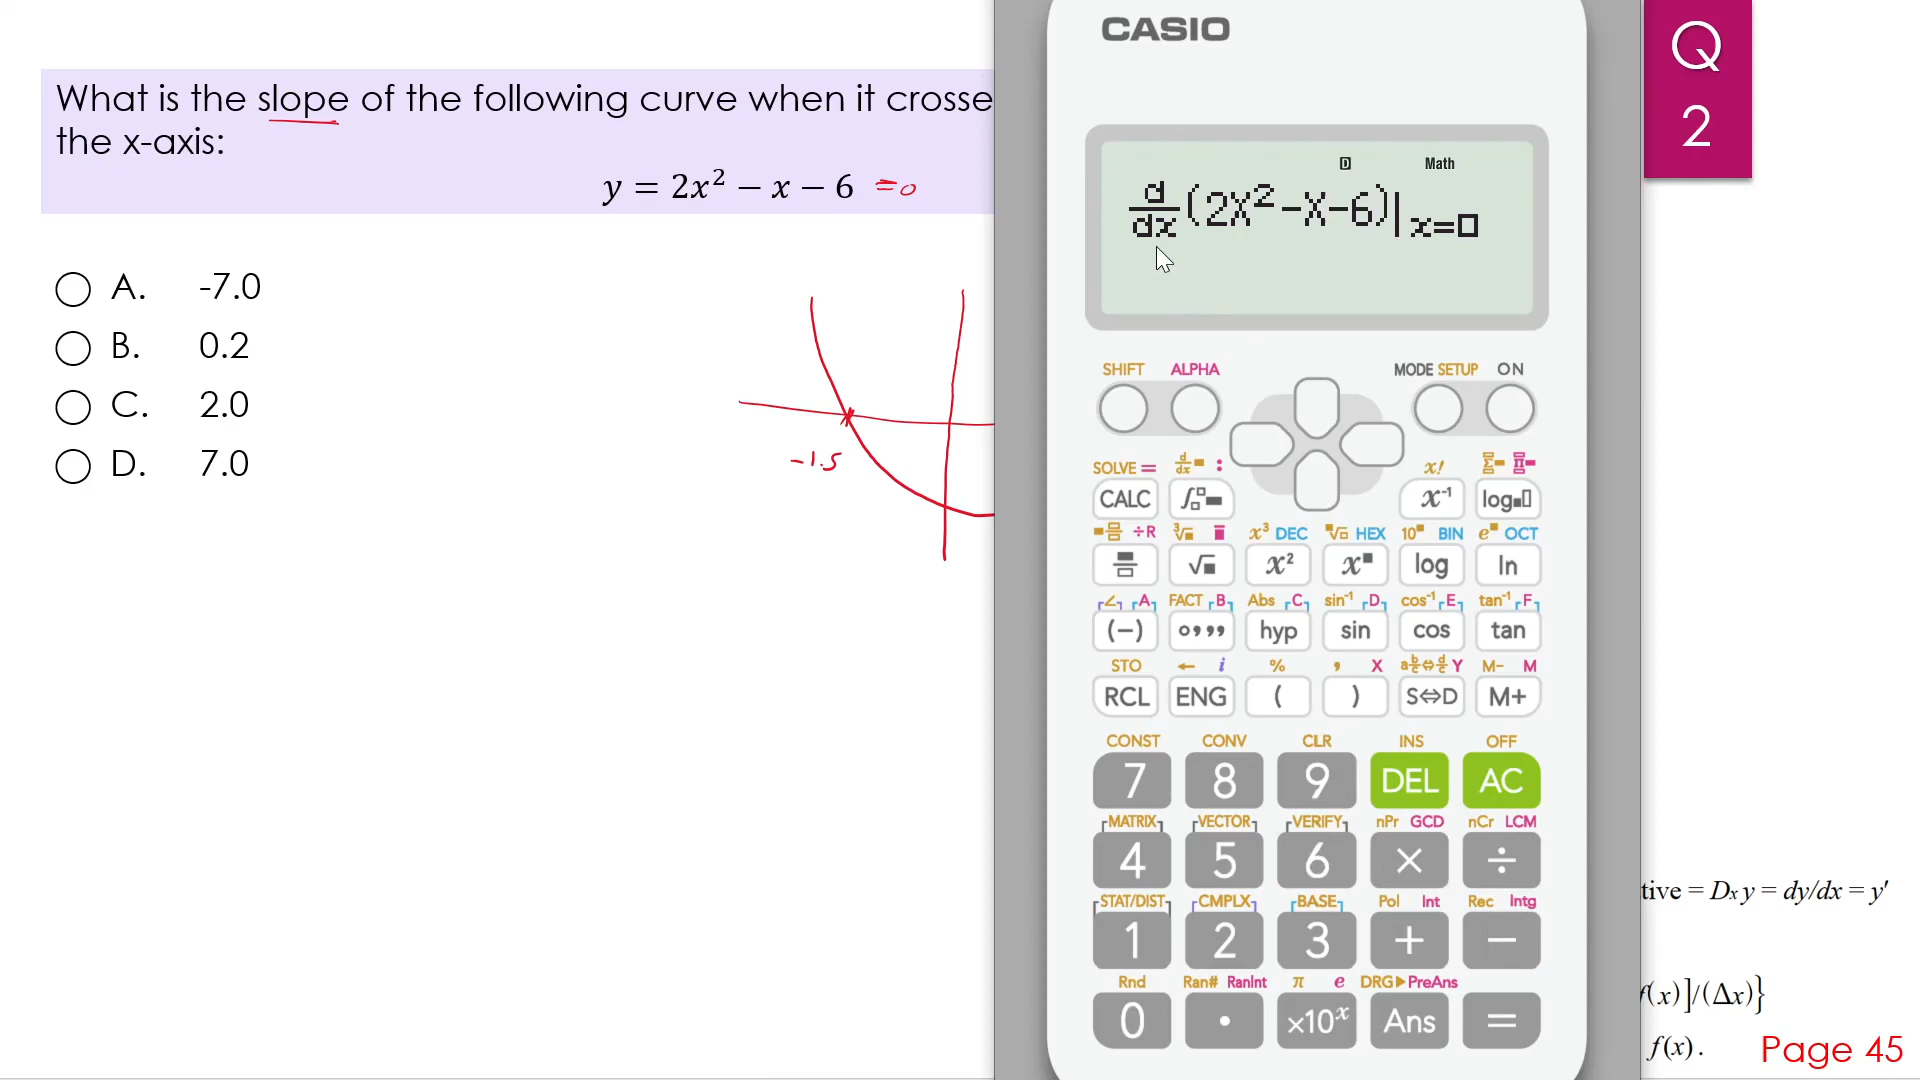 What is the slope of the following curve when it crosse
the x-axis:
y = 2x² − x − 6 =0
A. -7.0
B. 0.2
C. 2.0
D. 7.0
-1.5
CASIO
D Math
d/dx(2X²-X-6)|x=□
SHIFT ALPHA MODE SETUP ON
SOLVE = d/dx■ : x! Σ■ Π■
CALC ∫■ x⁻¹ log■□
■÷R ³√■ x³ DEC ■√□ HEX 10■ BIN e■ OCT
√■ x² x■ log ln
∠ A FACT B Abs C sin⁻¹ D cos⁻¹ E tan⁻¹ F
(−) °,,, hyp sin cos tan
STO ← i % , X a b/c⇔d/c Y M− M
RCL ENG ( ) S⇔D M+
CONST CONV CLR INS OFF
7 8 9 DEL AC
MATRIX VECTOR VERIFY nPr GCD nCr LCM
4 5 6 × ÷
STAT/DIST CMPLX BASE Pol Int Rec Intg
1 2 3 + −
Rnd Ran# RanInt π e DRG▶ PreAns
0 • ×10ˣ Ans =
Q
2
tive = Dx y = dy/dx = y′
f(x)]/(Δx)}
f(x).
Page 45